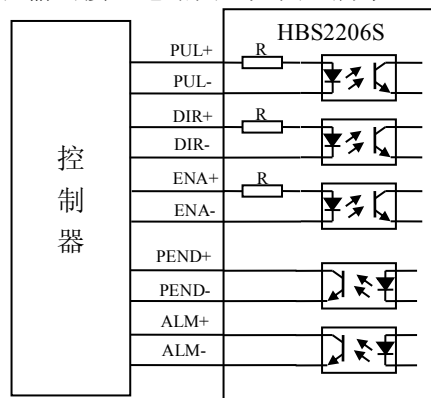 HBS2206S
PUL+
R
PUL-
DIR+
R
DIR-
ENA+
R
ENA-
控
制
器
PEND+
PEND-
ALM+
ALM-